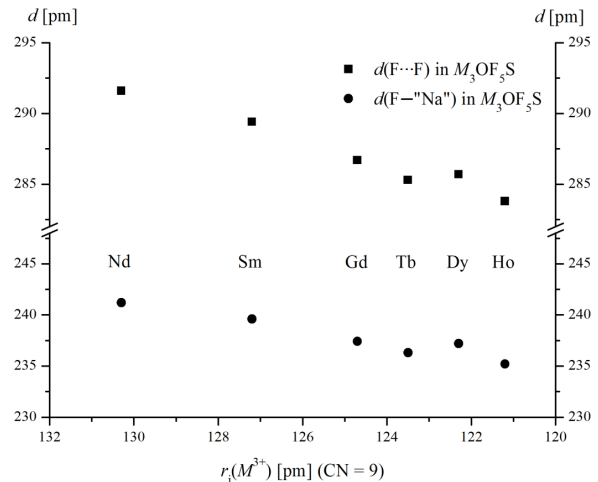 d [pm]
d [pm]
295
295
d(F···F) in M₃OF₅S
d(F−"Na") in M₃OF₅S
290
290
285
285
Nd Sm Gd Tb Dy Ho
245
245
240
240
235
235
230
230
132 130 128 126 124 122 120
rᵢ(M³⁺) [pm] (CN = 9)